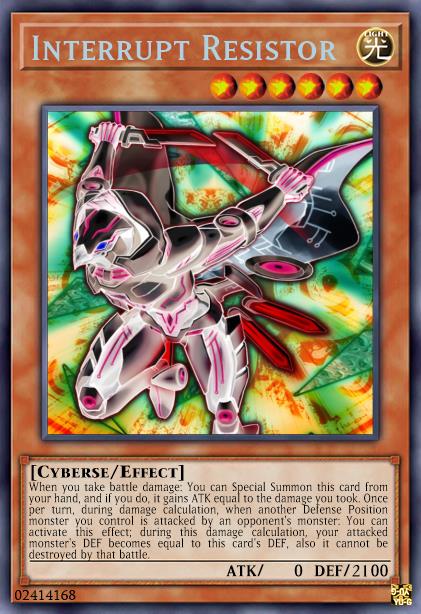 INTERRUPT RESISTOR
LIGHT
光
[CYBERSE/EFFECT]
When you take battle damage: You can Special Summon this card from
your hand, and if you do, it gains ATK equal to the damage you took. Once
per turn, during damage calculation, when another Defense Position
monster you control is attacked by an opponent's monster: You can
activate this effect; during this damage calculation, your attacked
monster's DEF becomes equal to this card's DEF, also it cannot be
destroyed by that battle.
ATK/ 0 DEF/2100
02414168